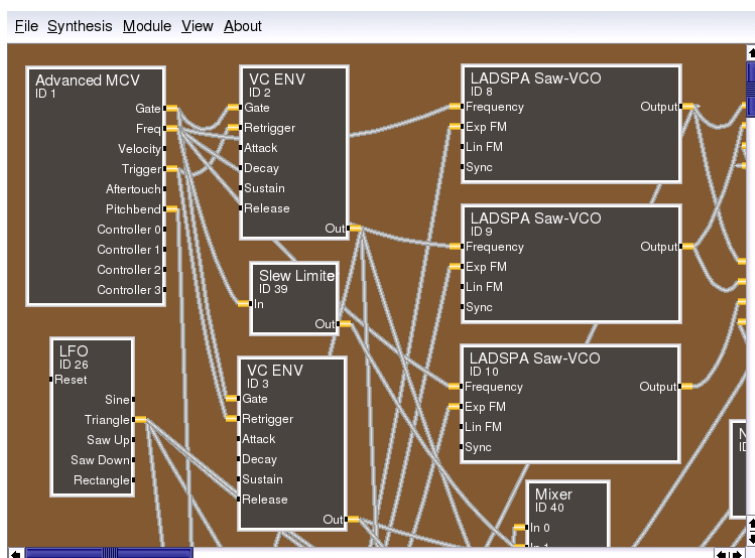 File Synthesis Module View About
Advanced MCV
ID 1
Gate
Freq
Velocity
Trigger
Aftertouch
Pitchbend
Controller 0
Controller 1
Controller 2
Controller 3
VC ENV
ID 2
Gate
Retrigger
Attack
Decay
Sustain
Release
Out
LADSPA Saw-VCO
ID 8
Frequency Output
Exp FM
Lin FM
Sync
LADSPA Saw-VCO
ID 9
Frequency Output
Exp FM
Lin FM
Sync
Slew Limite
ID 39
In
Out
LFO
ID 26
Reset
Sine
Triangle
Saw Up
Saw Down
Rectangle
VC ENV
ID 3
Gate
Retrigger
Attack
Decay
Sustain
Release
Out
LADSPA Saw-VCO
ID 10
Frequency Output
Exp FM
Lin FM
Sync
Mixer
ID 40
In 0
In 1